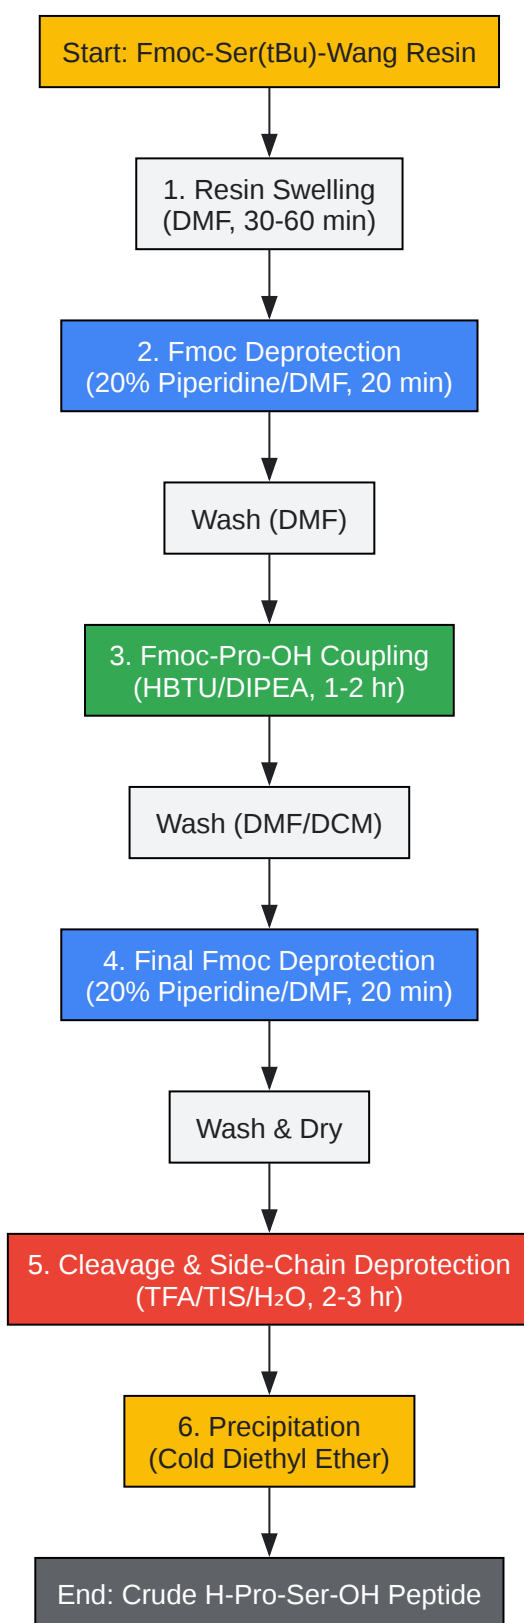 Start: Fmoc-Ser(tBu)-Wang Resin
1. Resin Swelling
(DMF, 30-60 min)
2. Fmoc Deprotection
(20% Piperidine/DMF, 20 min)
Wash (DMF)
3. Fmoc-Pro-OH Coupling
(HBTU/DIPEA, 1-2 hr)
Wash (DMF/DCM)
4. Final Fmoc Deprotection
(20% Piperidine/DMF, 20 min)
Wash & Dry
5. Cleavage & Side-Chain Deprotection
(TFA/TIS/H₂O, 2-3 hr)
6. Precipitation
(Cold Diethyl Ether)
End: Crude H-Pro-Ser-OH Peptide